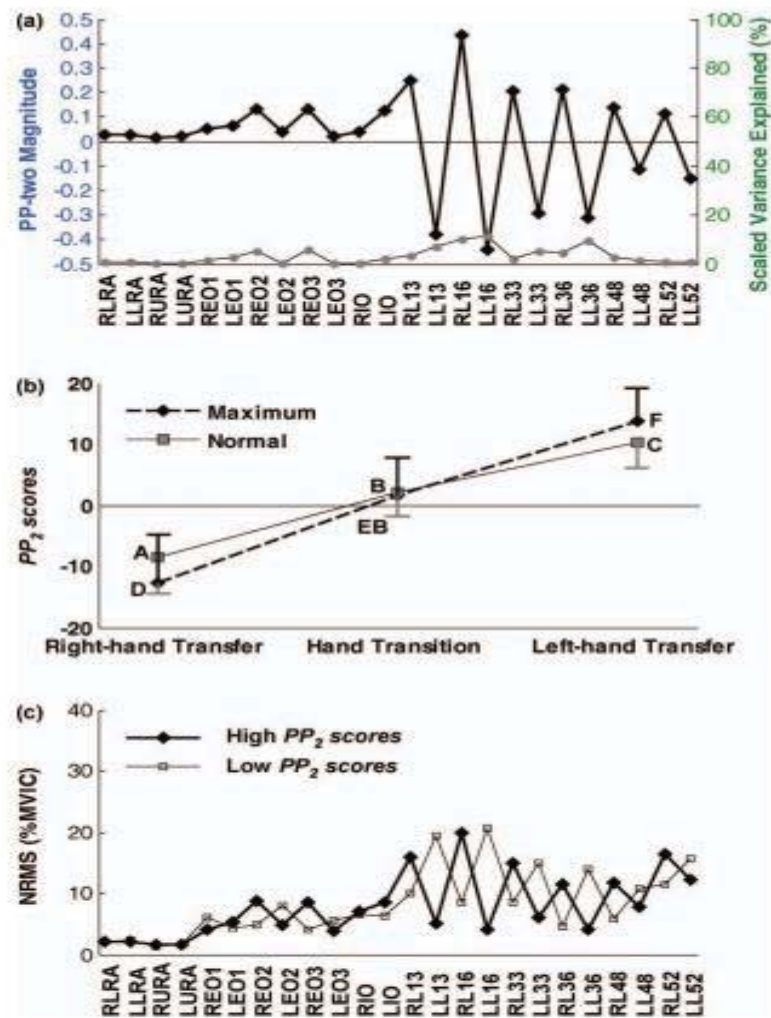 (a)
PP-two Magnitude
0.5
0.4
0.3
0.2
0.1
0
-0.1
-0.2
-0.3
-0.4
-0.5
100
80
60
40
20
0
Scaled Variance Explained (%)
RLRA
LLRA
RURA
LURA
REO1
LEO1
REO2
LEO2
REO3
LEO3
RIO
LIO
RL13
LL13
RL16
LL16
RL33
LL33
RL36
LL36
RL48
LL48
RL52
LL52
(b)
PP2 scores
20
10
0
-10
-20
Maximum
Normal
A
D
B
EB
F
C
Right-hand Transfer
Hand Transition
Left-hand Transfer
(c)
NRMS (%MVIC)
40
30
20
10
0
High PP2 scores
Low PP2 scores
RLRA
LLRA
RURA
LURA
REO1
LEO1
REO2
LEO2
REO3
LEO3
RIO
LIO
RL13
LL13
RL16
LL16
RL33
LL33
RL36
LL36
RL48
LL48
RL52
LL52